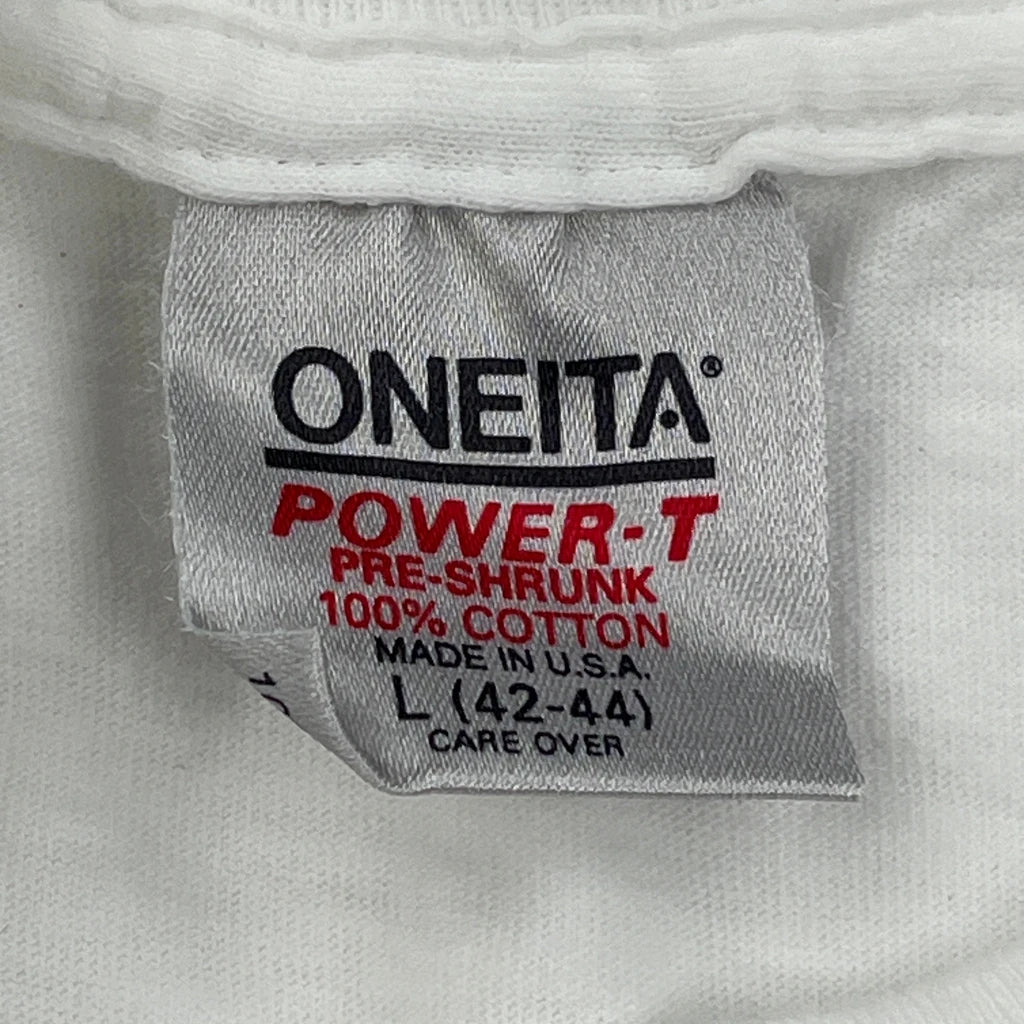 ONEITA®
POWER-T
PRE-SHRUNK
100% COTTON
MADE IN U.S.A.
L (42-44)
CARE OVER